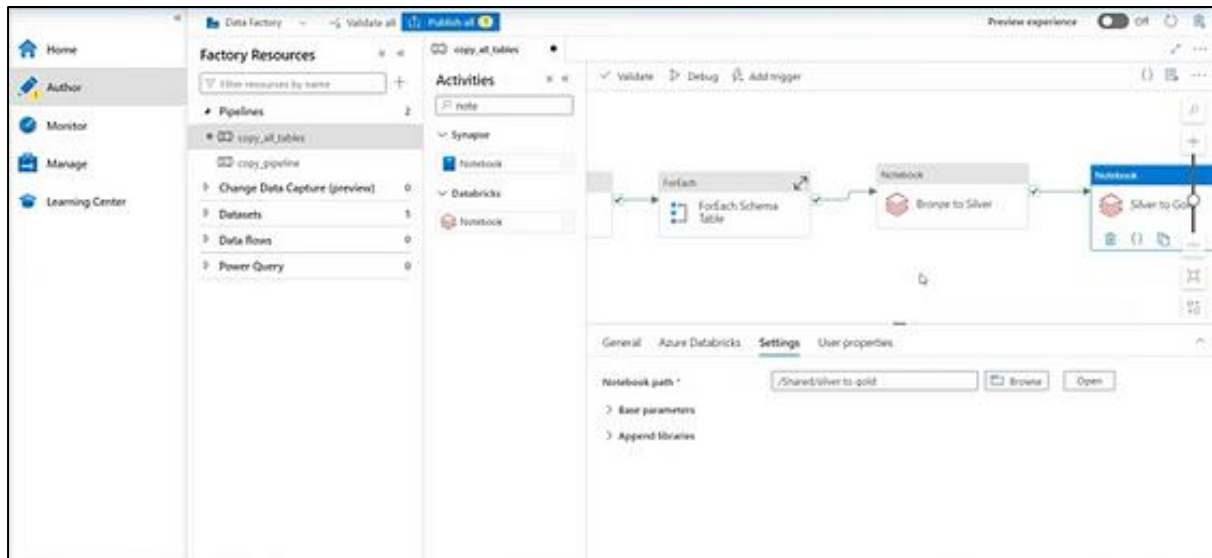 Data Factory
Validate all
Publish all 1
Preview experience
Off
Home
Author
Monitor
Manage
Learning Center
Factory Resources
Filter resources by name
Pipelines 2
copy_all_tables
copy_pipeline
Change Data Capture (preview) 0
Datasets 5
Data flows 0
Power Query 0
copy_all_tables
Activities
note
Synapse
Notebook
Databricks
Notebook
Validate Debug Add trigger
ForEach
ForEach Schema
Table
Notebook
Bronze to Silver
Notebook
Silver to Go
General Azure Databricks Settings User properties
Notebook path * /Shared/silver to gold Browse Open
Base parameters
Append libraries